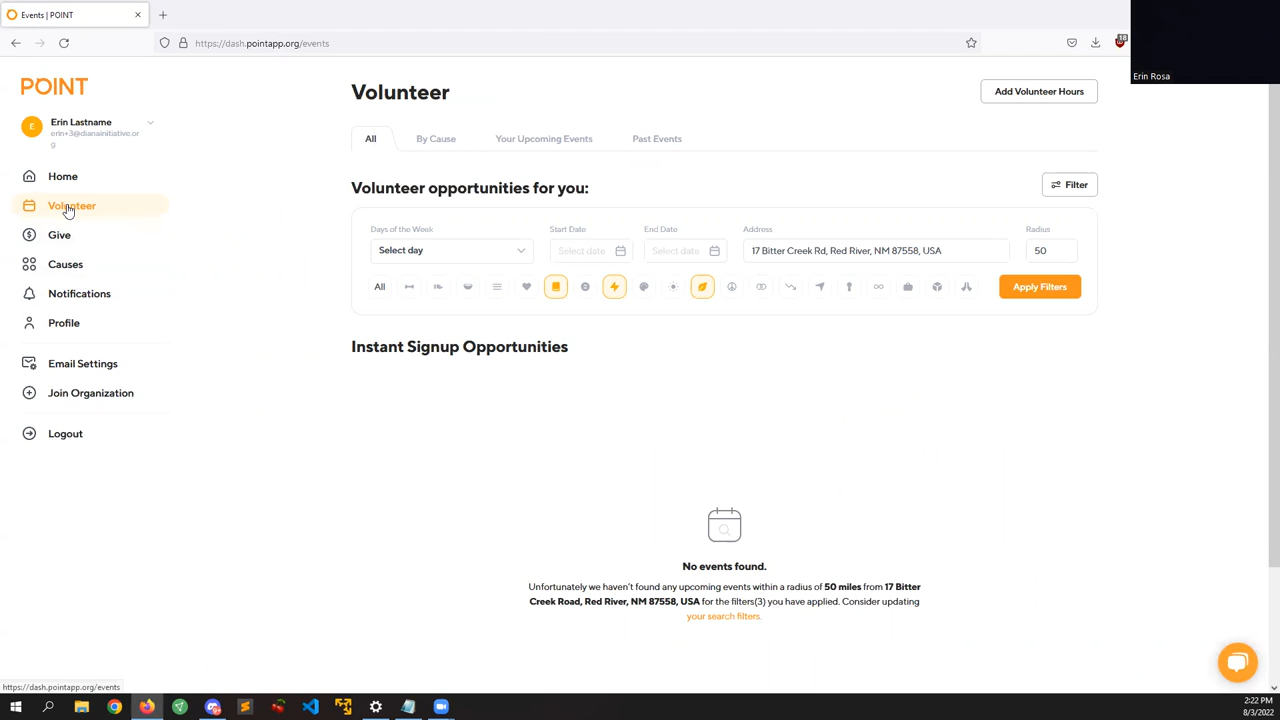 Events | POINT
https://dash.pointapp.org/events
18
Erin Rosa
POINT
E
Erin Lastname
erin+3@dianainitiative.or
g
Home
Volunteer
Give
Causes
Notifications
Profile
Email Settings
Join Organization
Logout
Volunteer
Add Volunteer Hours
All
By Cause
Your Upcoming Events
Past Events
Volunteer opportunities for you:
Filter
Days of the Week
Start Date
End Date
Address
Radius
Select day
Select date
Select date
17 Bitter Creek Rd, Red River, NM 87558, USA
50
All
Apply Filters
Instant Signup Opportunities
No events found.
Unfortunately we haven't found any upcoming events within a radius of 50 miles from 17 Bitter
Creek Road, Red River, NM 87558, USA for the filters(3) you have applied. Consider updating
your search filters.
https://dash.pointapp.org/events
2:22 PM
8/3/2022